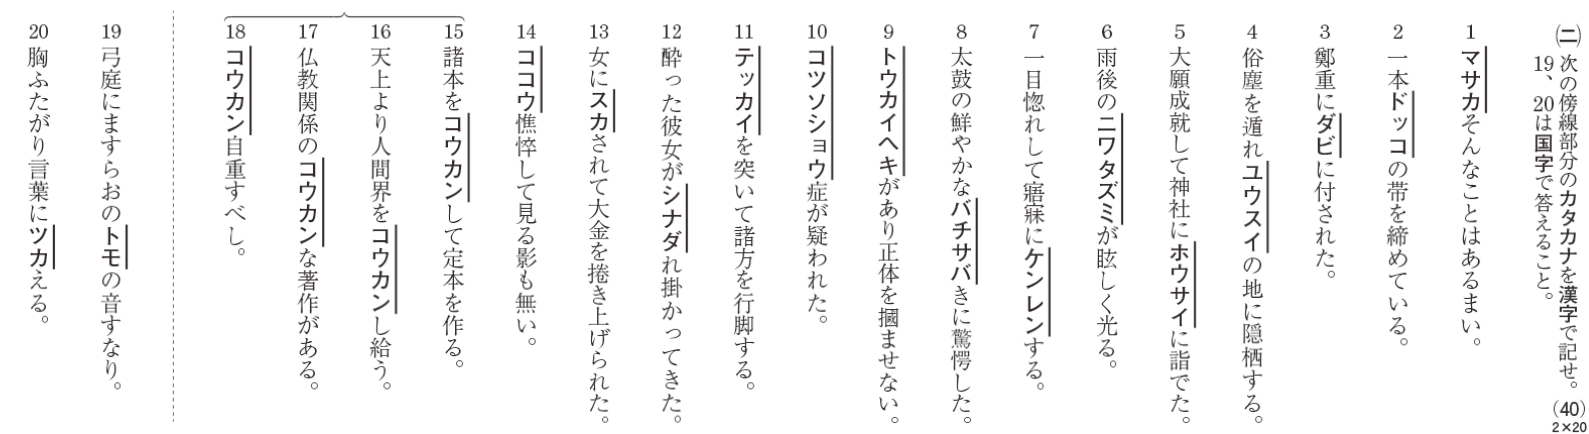 ㈡ 次の傍線部分のカタカナを漢字で記せ。
19、20は国字で答えること。
(40)
2×20
1 マサカそんなことはあるまい。
2 一本ドッコの帯を締めている。
3 鄭重にダビに付された。
4 俗塵を遁れユウスイの地に隠栖する。
5 大願成就して神社にホウサイに詣でた。
6 雨後のニワタズミが眩しく光る。
7 一目惚れして寤寐にケンレンする。
8 太鼓の鮮やかなバチサバきに驚愕した。
9 トウカイヘキがあり正体を摑ませない。
10 コツソショウ症が疑われた。
11 テッカイを突いて諸方を行脚する。
12 酔った彼女がシナダれ掛かってきた。
13 女にスカされて大金を捲き上げられた。
14 ココウ憔悴して見る影も無い。
15 諸本をコウカンして定本を作る。
16 天上より人間界をコウカンし給う。
17 仏教関係のコウカンな著作がある。
18 コウカン自重すべし。
19 弓庭にますらおのトモの音すなり。
20 胸ふたがり言葉にツカえる。